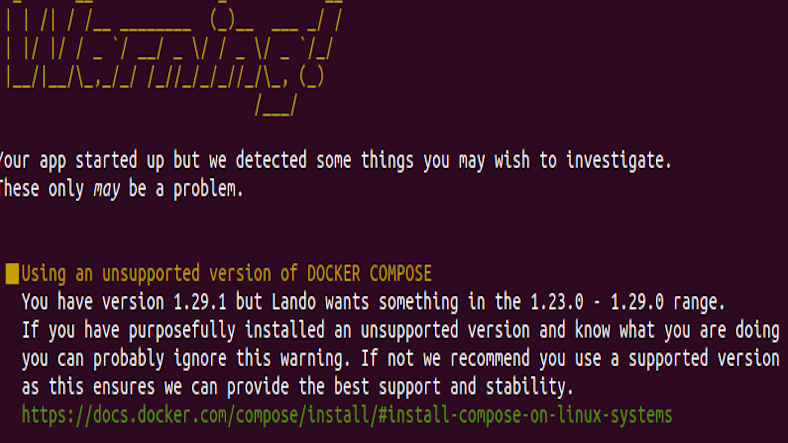 Warning!
Your app started up but we detected some things you may wish to investigate.
These only may be a problem.
Using an unsupported version of DOCKER COMPOSE
You have version 1.29.1 but Lando wants something in the 1.23.0 - 1.29.0 range.
If you have purposefully installed an unsupported version and know what you are doing
you can probably ignore this warning. If not we recommend you use a supported version
as this ensures we can provide the best support and stability.
https://docs.docker.com/compose/install/#install-compose-on-linux-systems